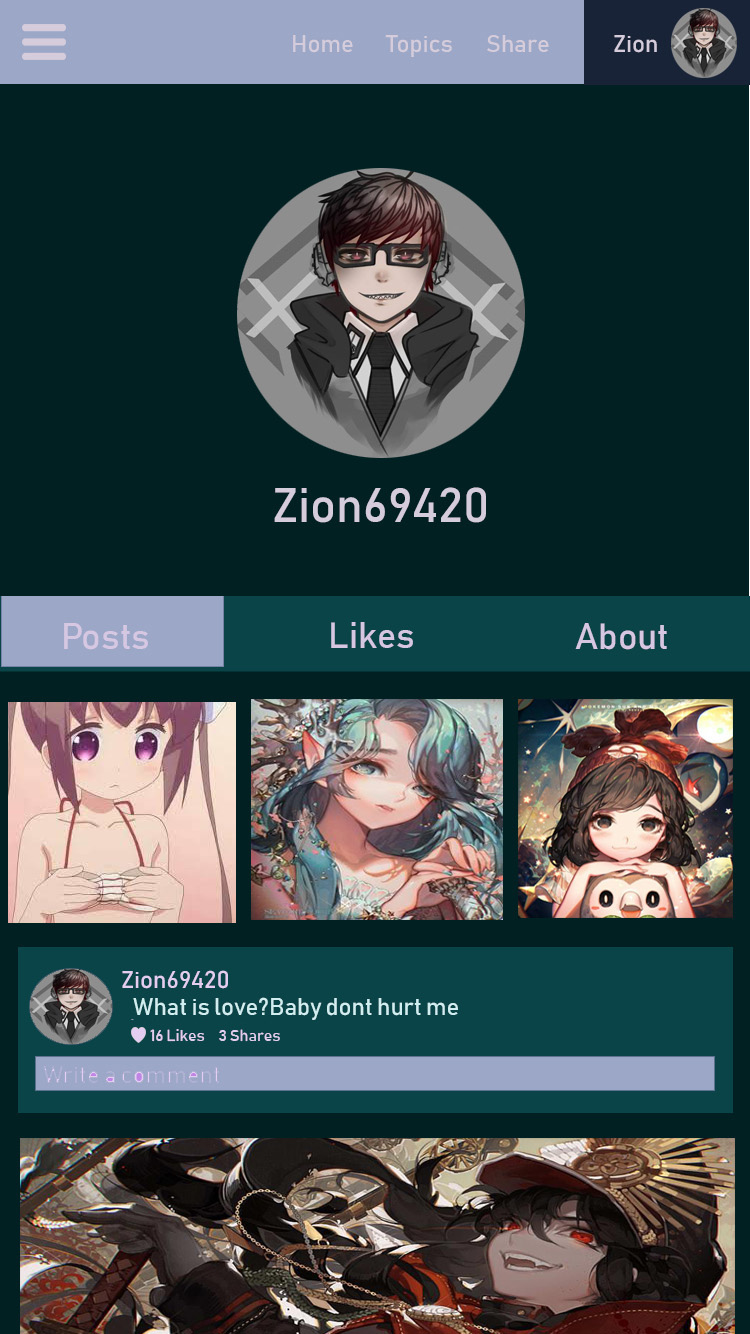 Home Topics Share Zion
Zion69420
Posts Likes About
Zion69420
What is love?Baby dont hurt me
16 Likes 3 Shares
Write a comment